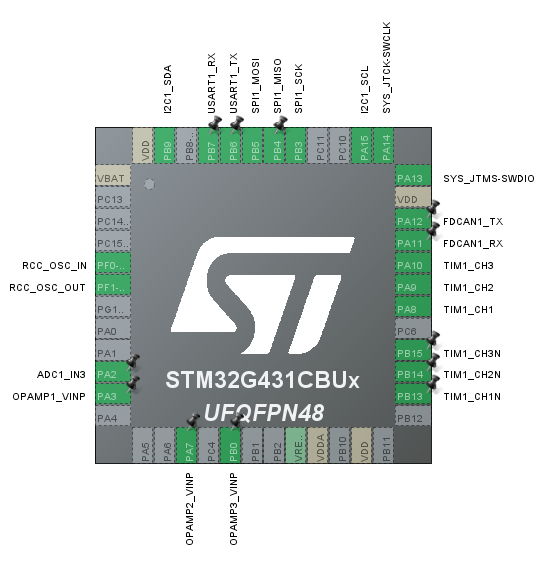 I2C1_SDA
USART1_RX
USART1_TX
SPI1_MOSI
SPI1_MISO
SPI1_SCK
I2C1_SCL
SYS_JTCK-SWCLK
VDD
PB9
PB8-..
PB7
PB6
PB5
PB4
PB3
PC11
PC10
PA15
PA14
VBAT
PC13
PC14..
PC15..
RCC_OSC_IN PF0-..
RCC_OSC_OUT PF1-..
PG1..
PA0
PA1
ADC1_IN3 PA2
OPAMP1_VINP PA3
PA4
PA13 SYS_JTMS-SWDIO
VDD
PA12 FDCAN1_TX
PA11 FDCAN1_RX
PA10 TIM1_CH3
PA9 TIM1_CH2
PA8 TIM1_CH1
PC6
PB15 TIM1_CH3N
PB14 TIM1_CH2N
PB13 TIM1_CH1N
PB12
STM32G431CBUx
UFQFPN48
PA5
PA6
PA7
PC4
PB0
PB1
PB2
VRE..
VDDA
PB10
VDD
PB11
OPAMP2_VINP
OPAMP3_VINP